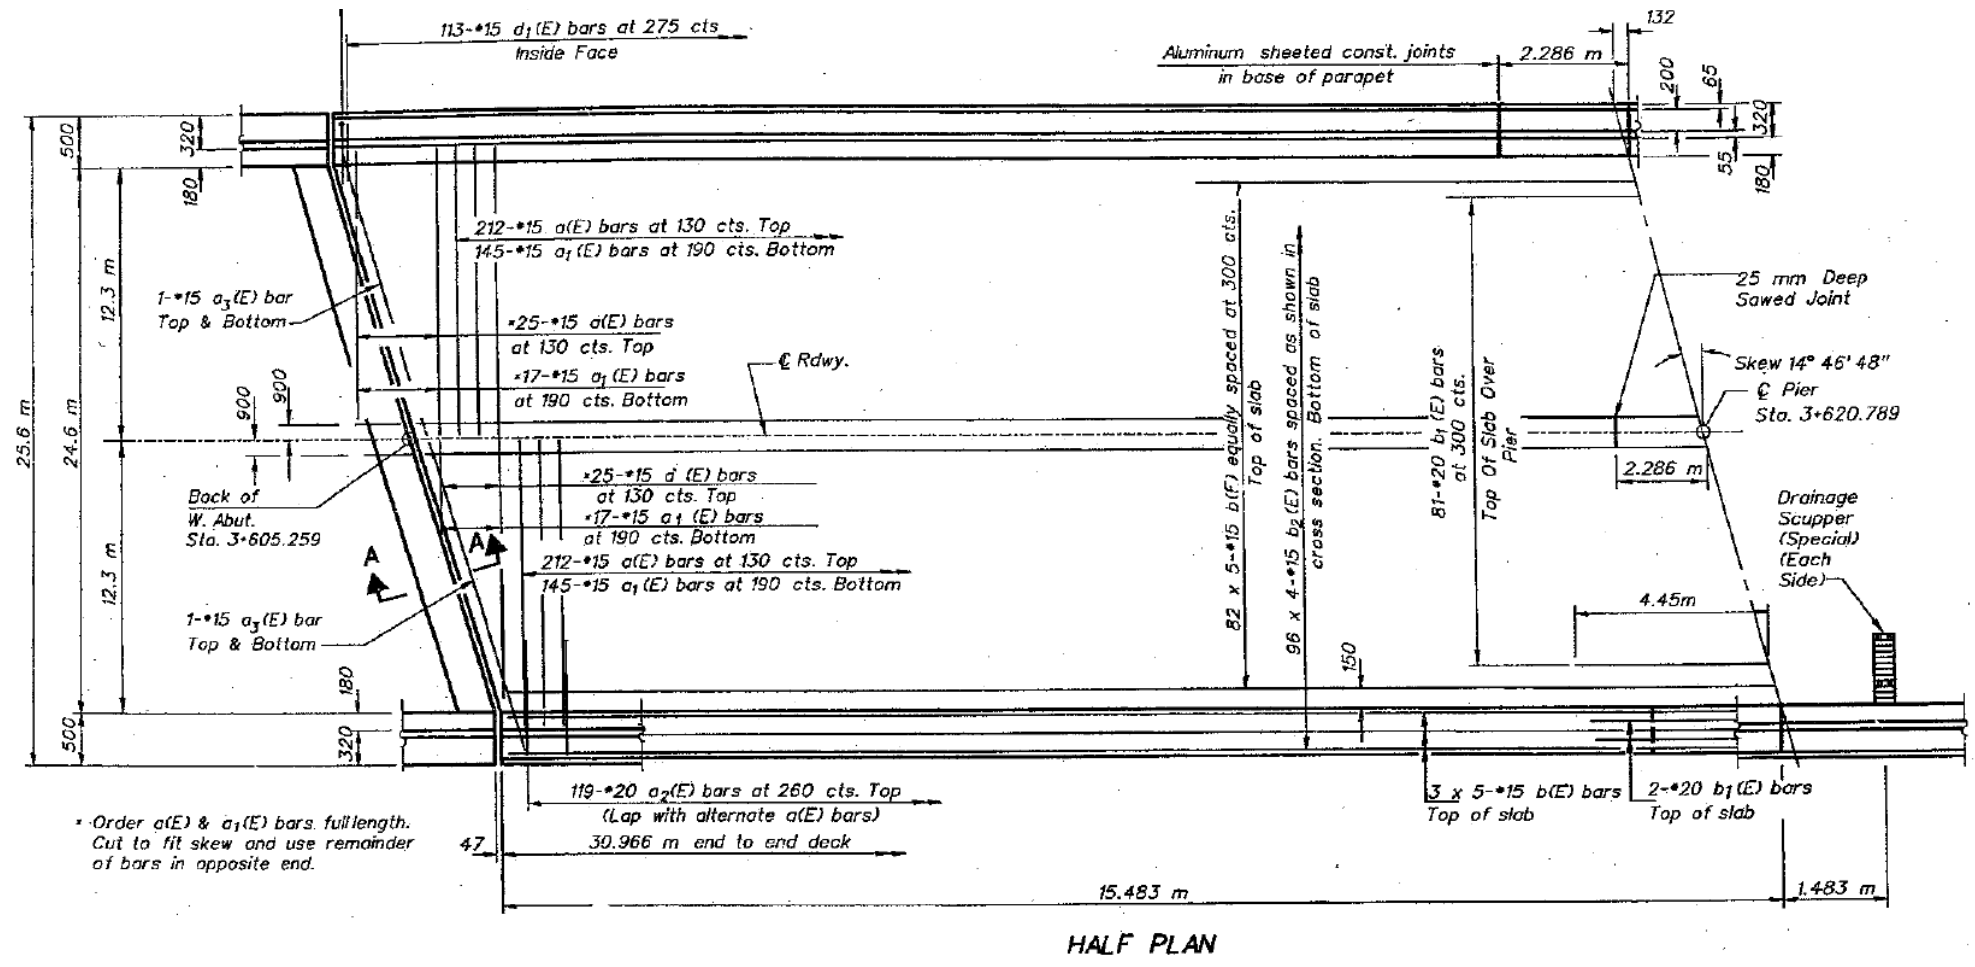 113-#15 d1(E) bars at 275 cts
Inside Face
Aluminum sheeted const. joints
in base of parapet
2.286 m
132
200
65
320
55
180
25.6 m
500
320
180
24.6 m
12.3 m
212-#15 a(E) bars at 130 cts. Top
145-#15 a1(E) bars at 190 cts. Bottom
1-#15 a3(E) bar
Top & Bottom
*25-#15 a(E) bars
at 130 cts. Top
*17-#15 a1(E) bars
at 190 cts. Bottom
℄ Rdwy.
900
900
25 mm Deep
Sawed Joint
Skew 14° 46' 48"
℄ Pier
Sta. 3+620.789
82 x 5-#15 b(E) equally spaced at 300 cts.
Top of slab
96 x 4-#15 b2(E) bars spaced as shown in
cross section. Bottom of slab
81-#20 b1(E) bars
at 300 cts.
Top Of Slab Over
Pier
2.286 m
Back of
W. Abut.
Sta. 3+605.259
*25-#15 a (E) bars
at 130 cts. Top
*17-#15 a1 (E) bars
at 190 cts. Bottom
212-#15 a(E) bars at 130 cts. Top
145-#15 a1(E) bars at 190 cts. Bottom
A
A
12.3 m
1-#15 a3(E) bar
Top & Bottom
Drainage
Scupper
(Special)
(Each
Side)
4.45m
150
180
500
320
119-#20 a2(E) bars at 260 cts. Top
(Lap with alternate a(E) bars)
3 x 5-#15 b(E) bars
Top of slab
2-#20 b1(E) bars
Top of slab
* Order a(E) & a1(E) bars full length.
Cut to fit skew and use remainder
of bars in opposite end.
47
30.966 m end to end deck
15.483 m
1.483 m
HALF PLAN